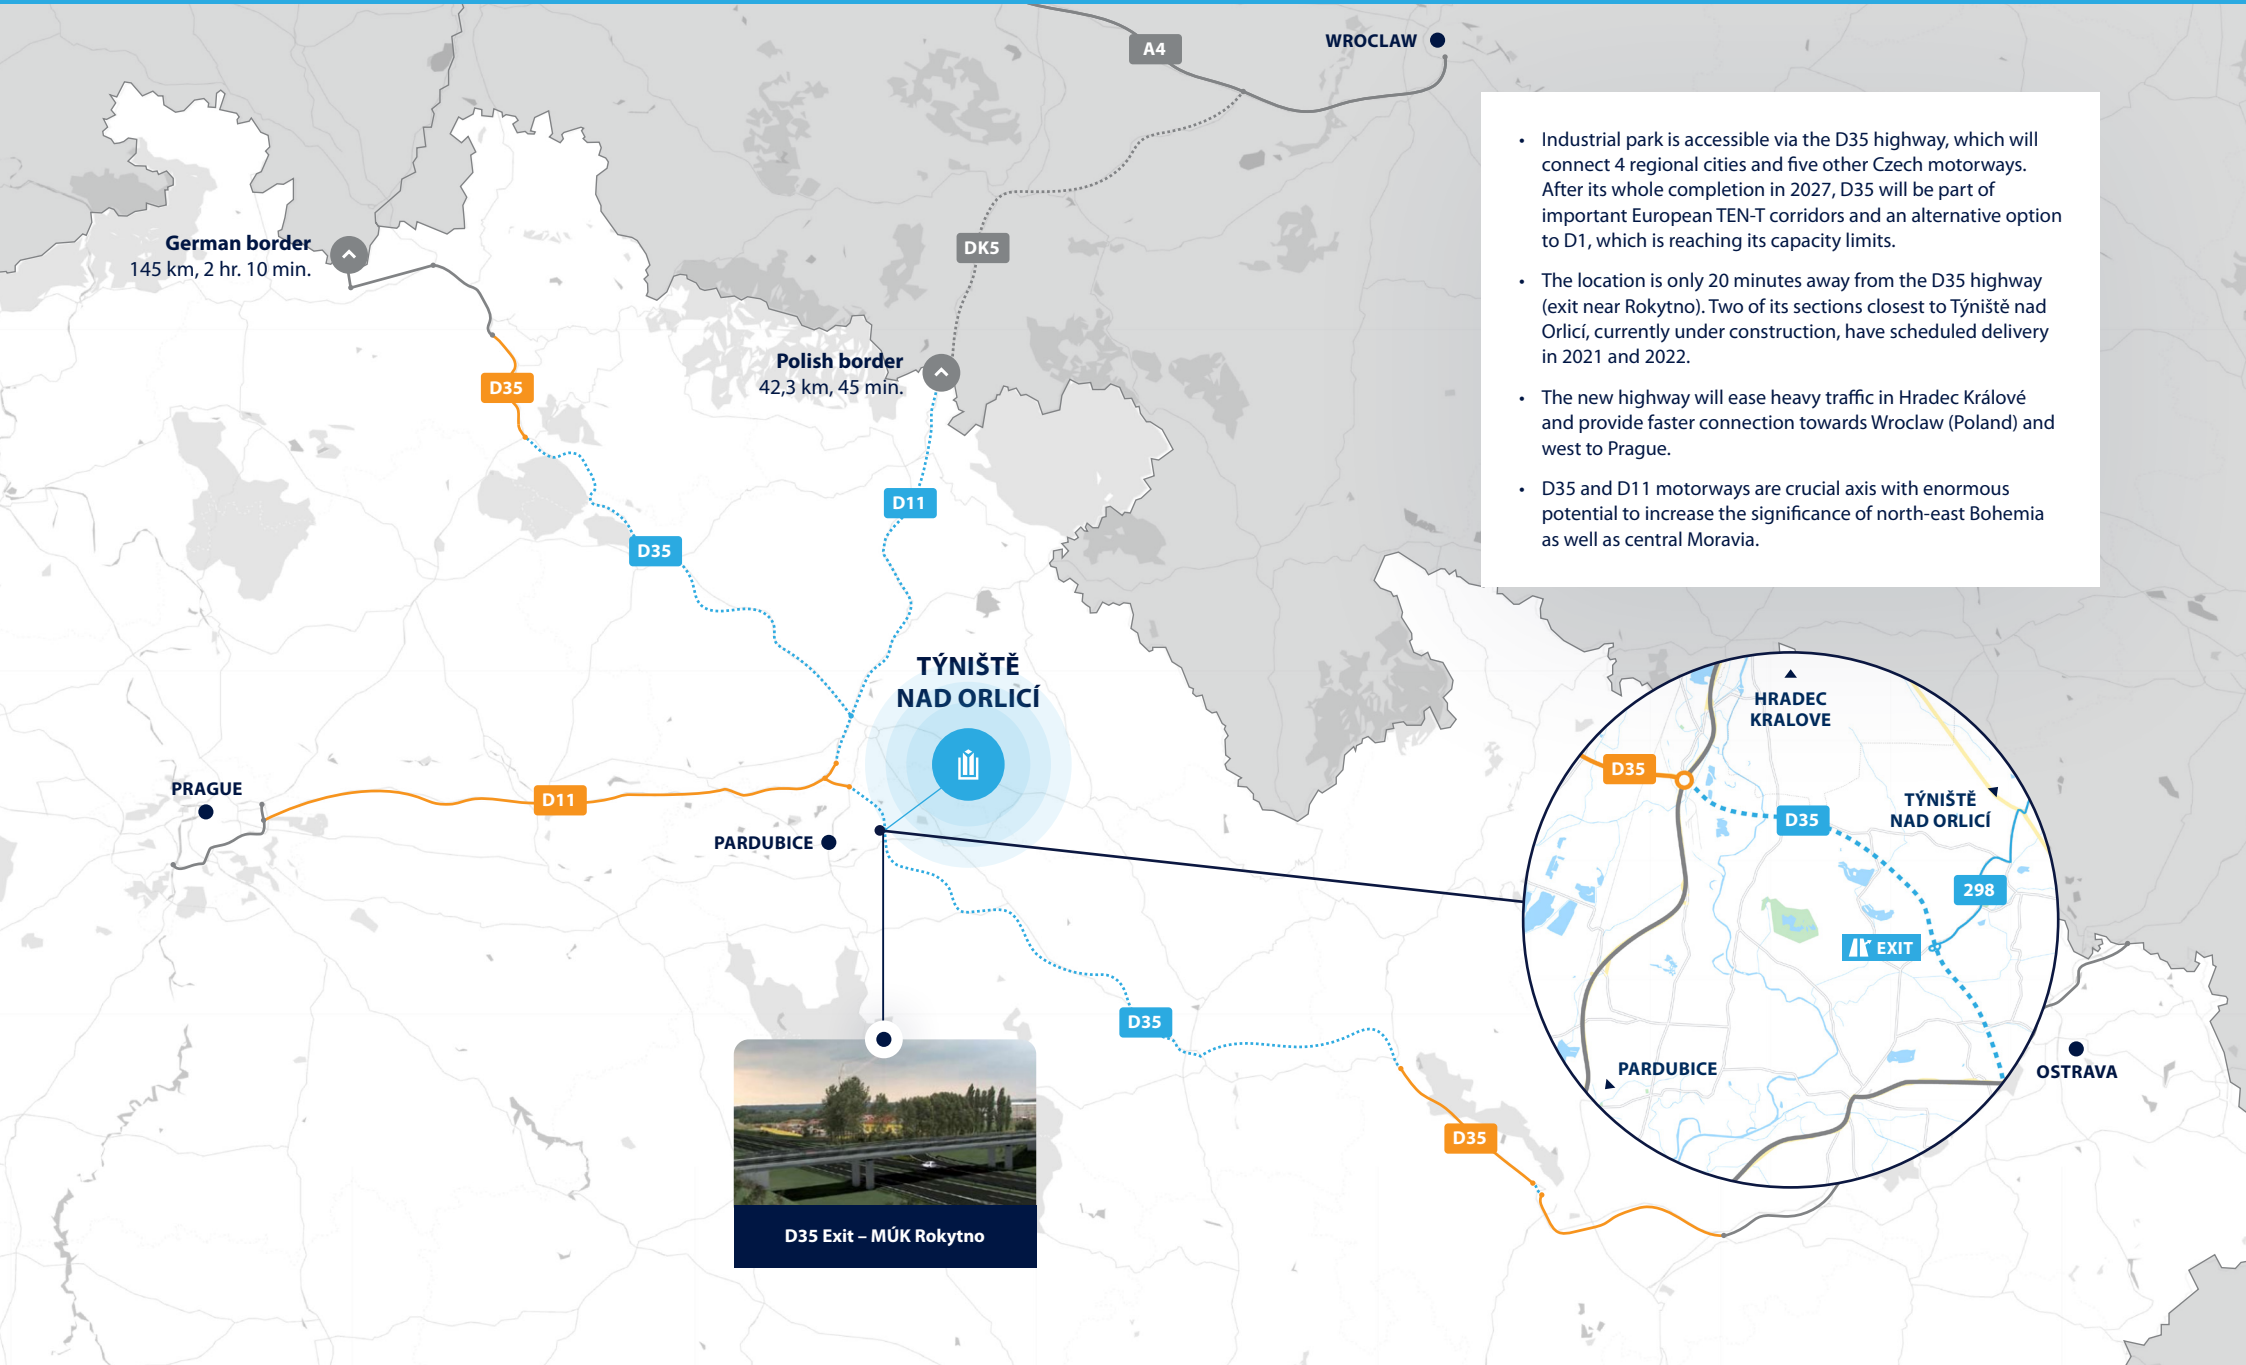 A4
WROCLAW
• Industrial park is accessible via the D35 highway, which will
connect 4 regional cities and five other Czech motorways.
After its whole completion in 2027, D35 will be part of
important European TEN-T corridors and an alternative option
to D1, which is reaching its capacity limits.
• The location is only 20 minutes away from the D35 highway
(exit near Rokytno). Two of its sections closest to Týniště nad
Orlicí, currently under construction, have scheduled delivery
in 2021 and 2022.
• The new highway will ease heavy traffic in Hradec Králové
and provide faster connection towards Wroclaw (Poland) and
west to Prague.
• D35 and D11 motorways are crucial axis with enormous
potential to increase the significance of north-east Bohemia
as well as central Moravia.
German border
145 km, 2 hr. 10 min.
DK5
Polish border
42,3 km, 45 min.
D35
D11
D35
TÝNIŠTĚ
NAD ORLICÍ
PRAGUE
D11
PARDUBICE
HRADEC
KRALOVE
D35
D35
TÝNIŠTĚ
NAD ORLICÍ
298
EXIT
PARDUBICE
OSTRAVA
D35
D35
D35 Exit – MÚK Rokytno